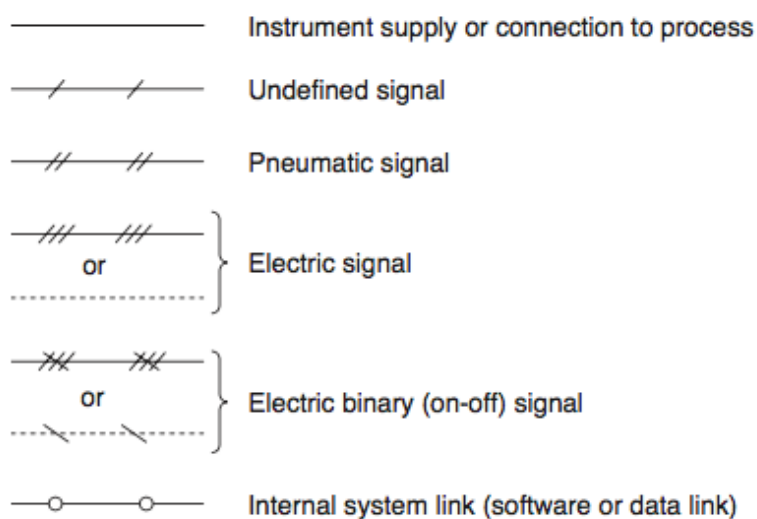 Instrument supply or connection to process
Undefined signal
Pneumatic signal
or
Electric signal
or
Electric binary (on-off) signal
Internal system link (software or data link)